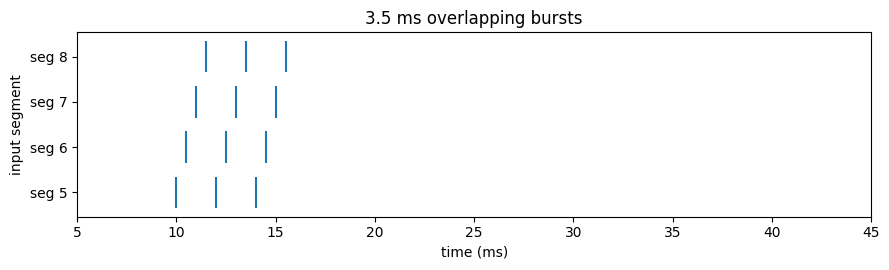 3.5 ms overlapping bursts
input segment
seg 8
seg 7
seg 6
seg 5
5 10 15 20 25 30 35 40 45
time (ms)